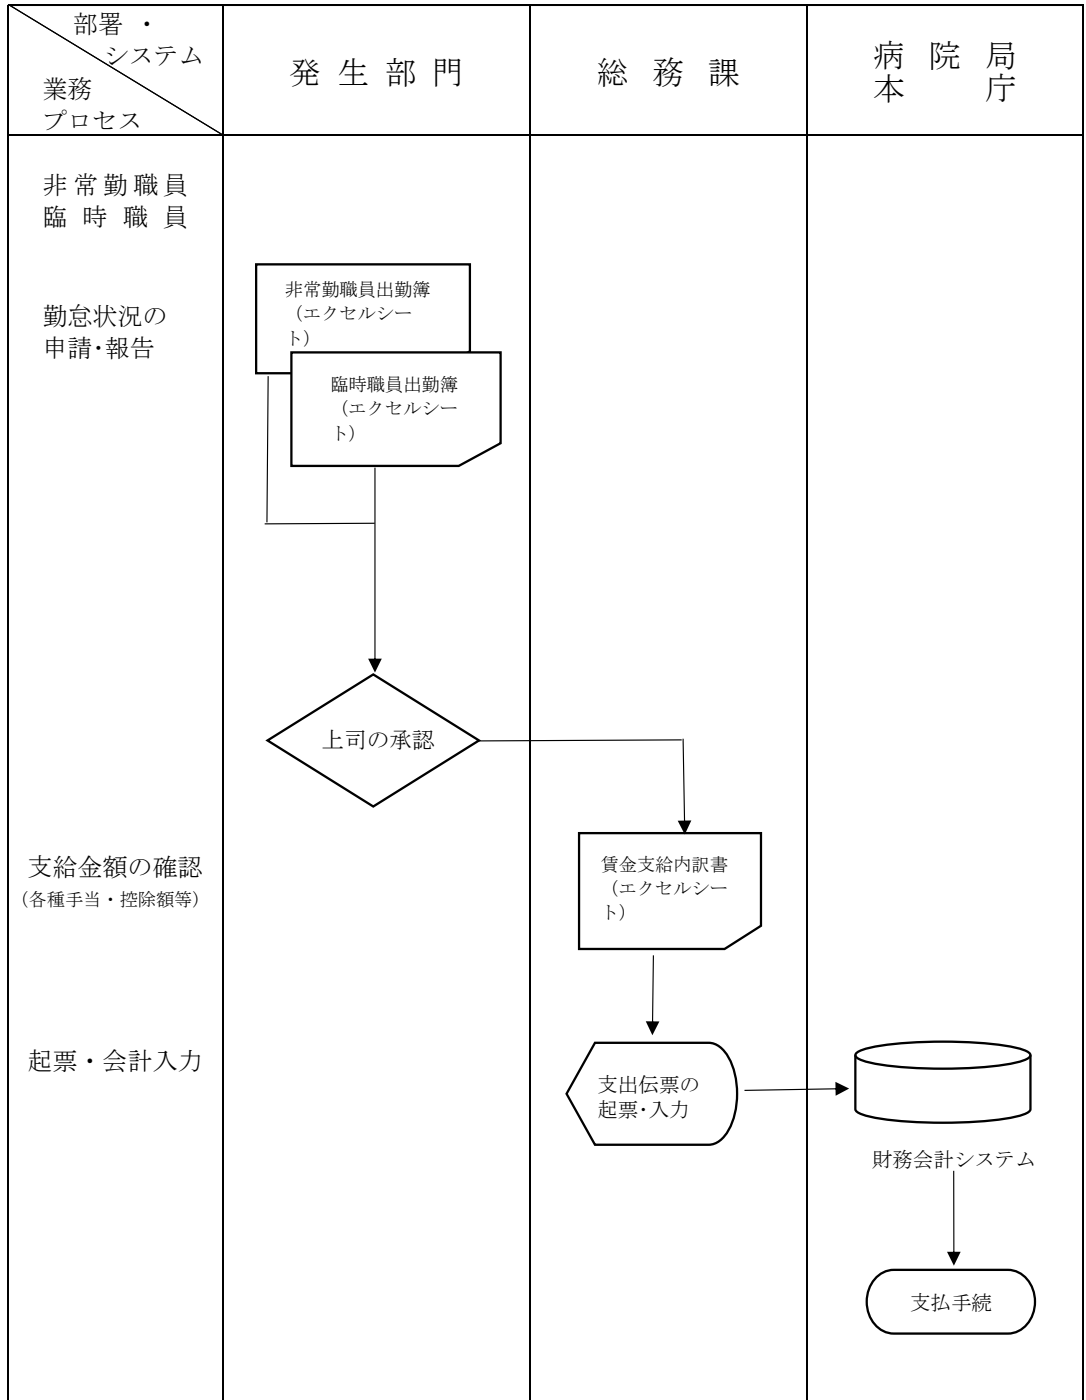 部署 ・
システム
業務
プロセス
発生部門
総務課
病院局
本庁
非常勤職員
臨時職員
勤怠状況の
申請･報告
非常勤職員出勤簿
（エクセルシー
ト）
臨時職員出勤簿
（エクセルシー
ト）
上司の承認
支給金額の確認
（各種手当・控除額等）
賃金支給内訳書
（エクセルシー
ト）
起票・会計入力
支出伝票の
起票･入力
財務会計システム
支払手続